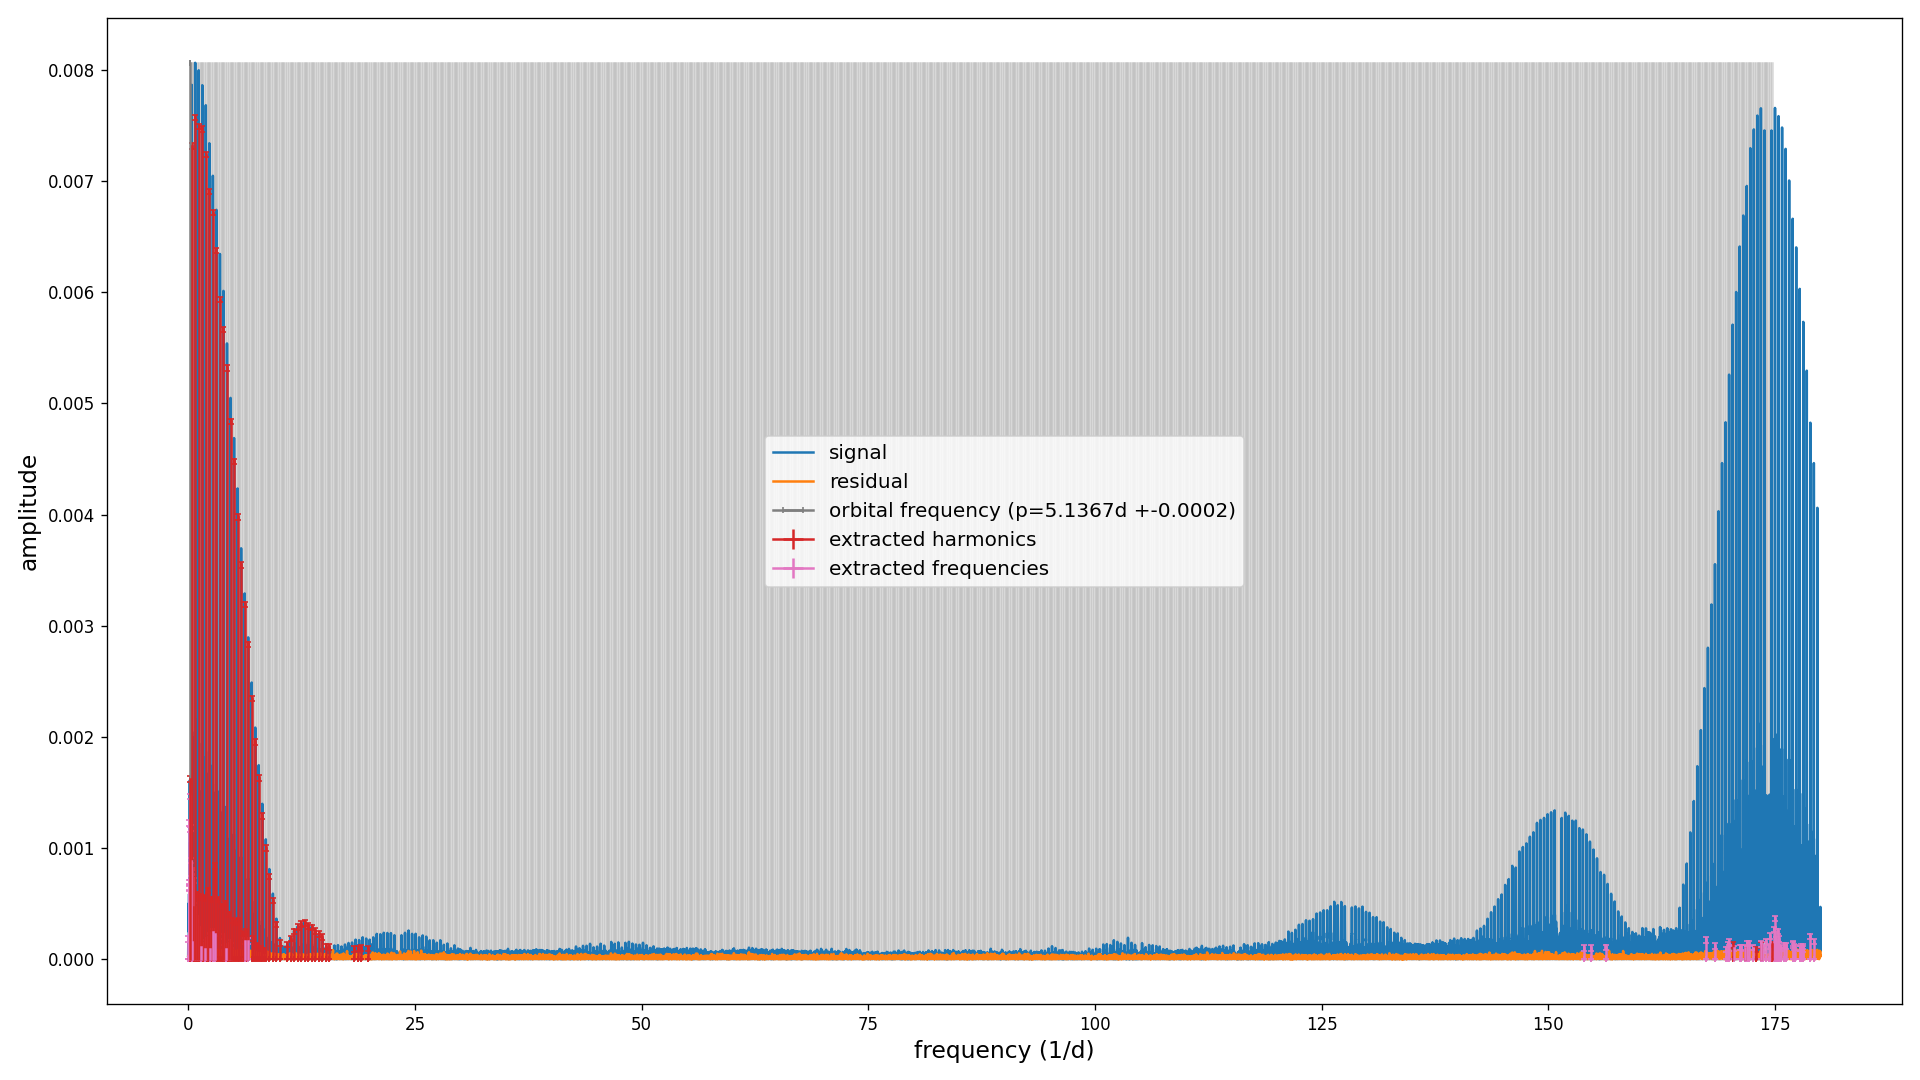 0.008
0.007
0.006
0.005
0.004
0.003
0.002
0.001
0.000
amplitude
signal
residual
orbital frequency (p=5.1367d +-0.0002)
extracted harmonics
extracted frequencies
0 25 50 75 100 125 150 175
frequency (1/d)